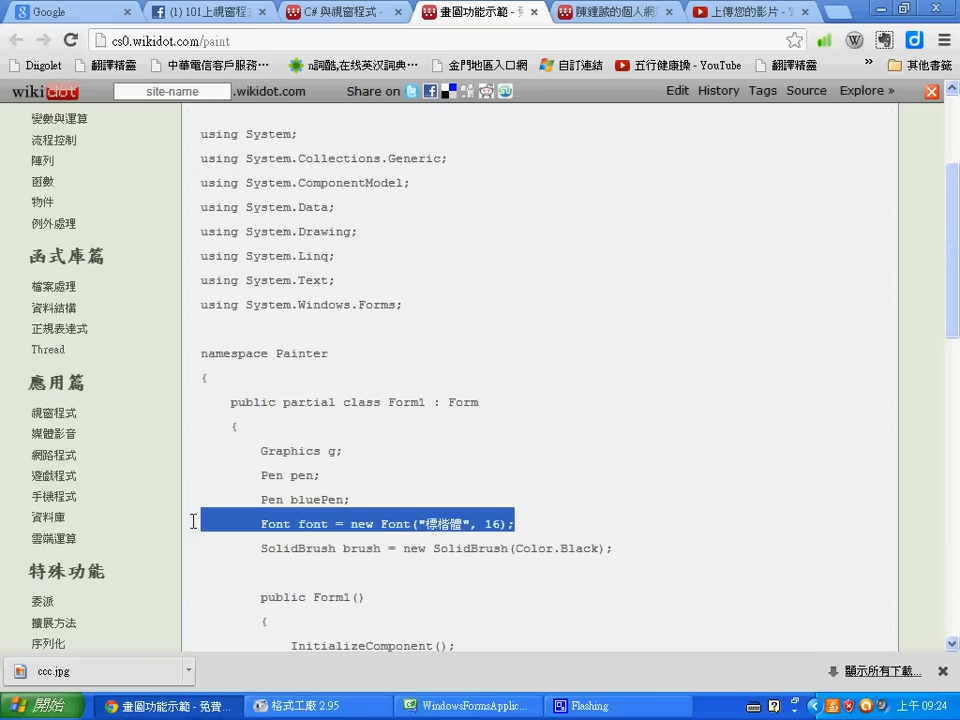 Google
(1) 101上視窗程
C# 與視窗程式 -
畫圖功能示範 -
陳鍾誠的個人網
上傳您的影片 -
cs0.wikidot.com/paint
Diigolet
翻譯精靈
中華電信客戶服務…
n詞酷,在线英汉词典…
金門地區入口網
自訂連結
五行健康操- YouTube
翻譯精靈
»
其他書籤
wikidot
site-name
.wikidot.com
Share on
Edit
History
Tags
Source
Explore »
變數與運算
流程控制
陣列
函數
物件
例外處理
函式庫篇
檔案處理
資料結構
正規表達式
Thread
應用篇
視窗程式
媒體影音
網路程式
遊戲程式
手機程式
資料庫
雲端運算
特殊功能
委派
擴展方法
序列化
using System;
using System.Collections.Generic;
using System.ComponentModel;
using System.Data;
using System.Drawing;
using System.Linq;
using System.Text;
using System.Windows.Forms;
namespace Painter
{
public partial class Form1 : Form
{
Graphics g;
Pen pen;
Pen bluePen;
Font font = new Font("標楷體", 16);
SolidBrush brush = new SolidBrush(Color.Black);
public Form1()
{
InitializeComponent();
ccc.jpg
顯示所有下載...
開始
畫圖功能示範 - 免費...
格式工廠 2.95
WindowsFormsApplic...
Flashing
上午 09:24